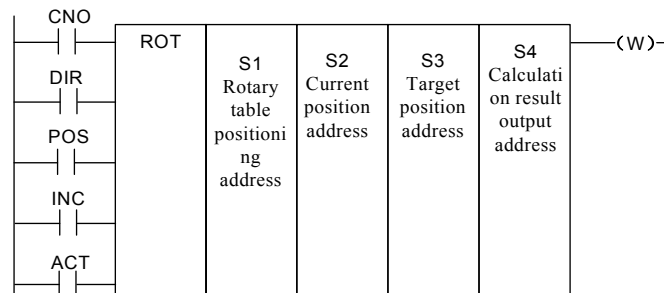 CNO
DIR
POS
INC
ACT
ROT
S1
Rotary
table
positioni
ng
address
S2
Current
position
address
S3
Target
position
address
S4
Calculati
on result
output
address
(W)